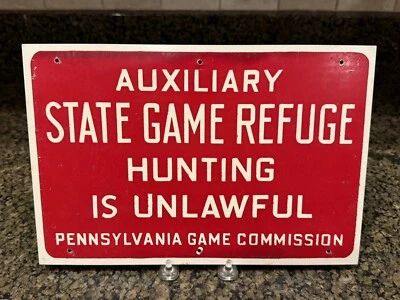 AUXILIARY
STATE GAME REFUGE
HUNTING
IS UNLAWFUL
PENNSYLVANIA GAME COMMISSION